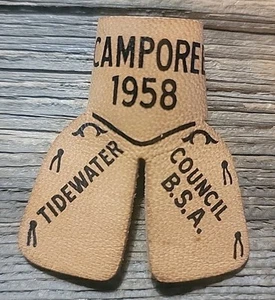 CAMPOREE
1958
TIDEWATER
COUNCIL
B.S.A.